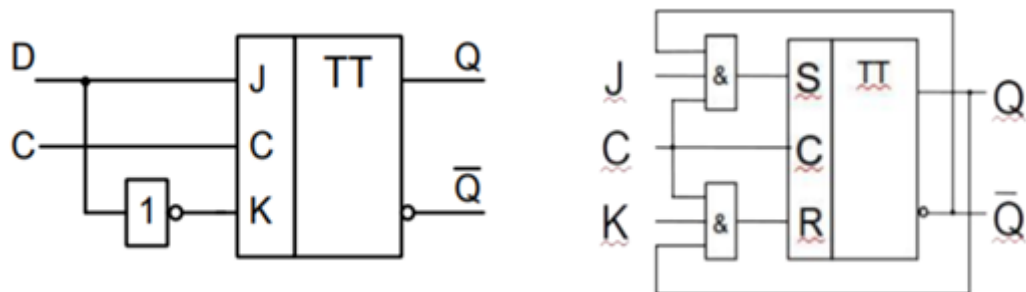 D J TT Q
C C
1 K Q̅
J & S TT Q
C C
K & R Q̅